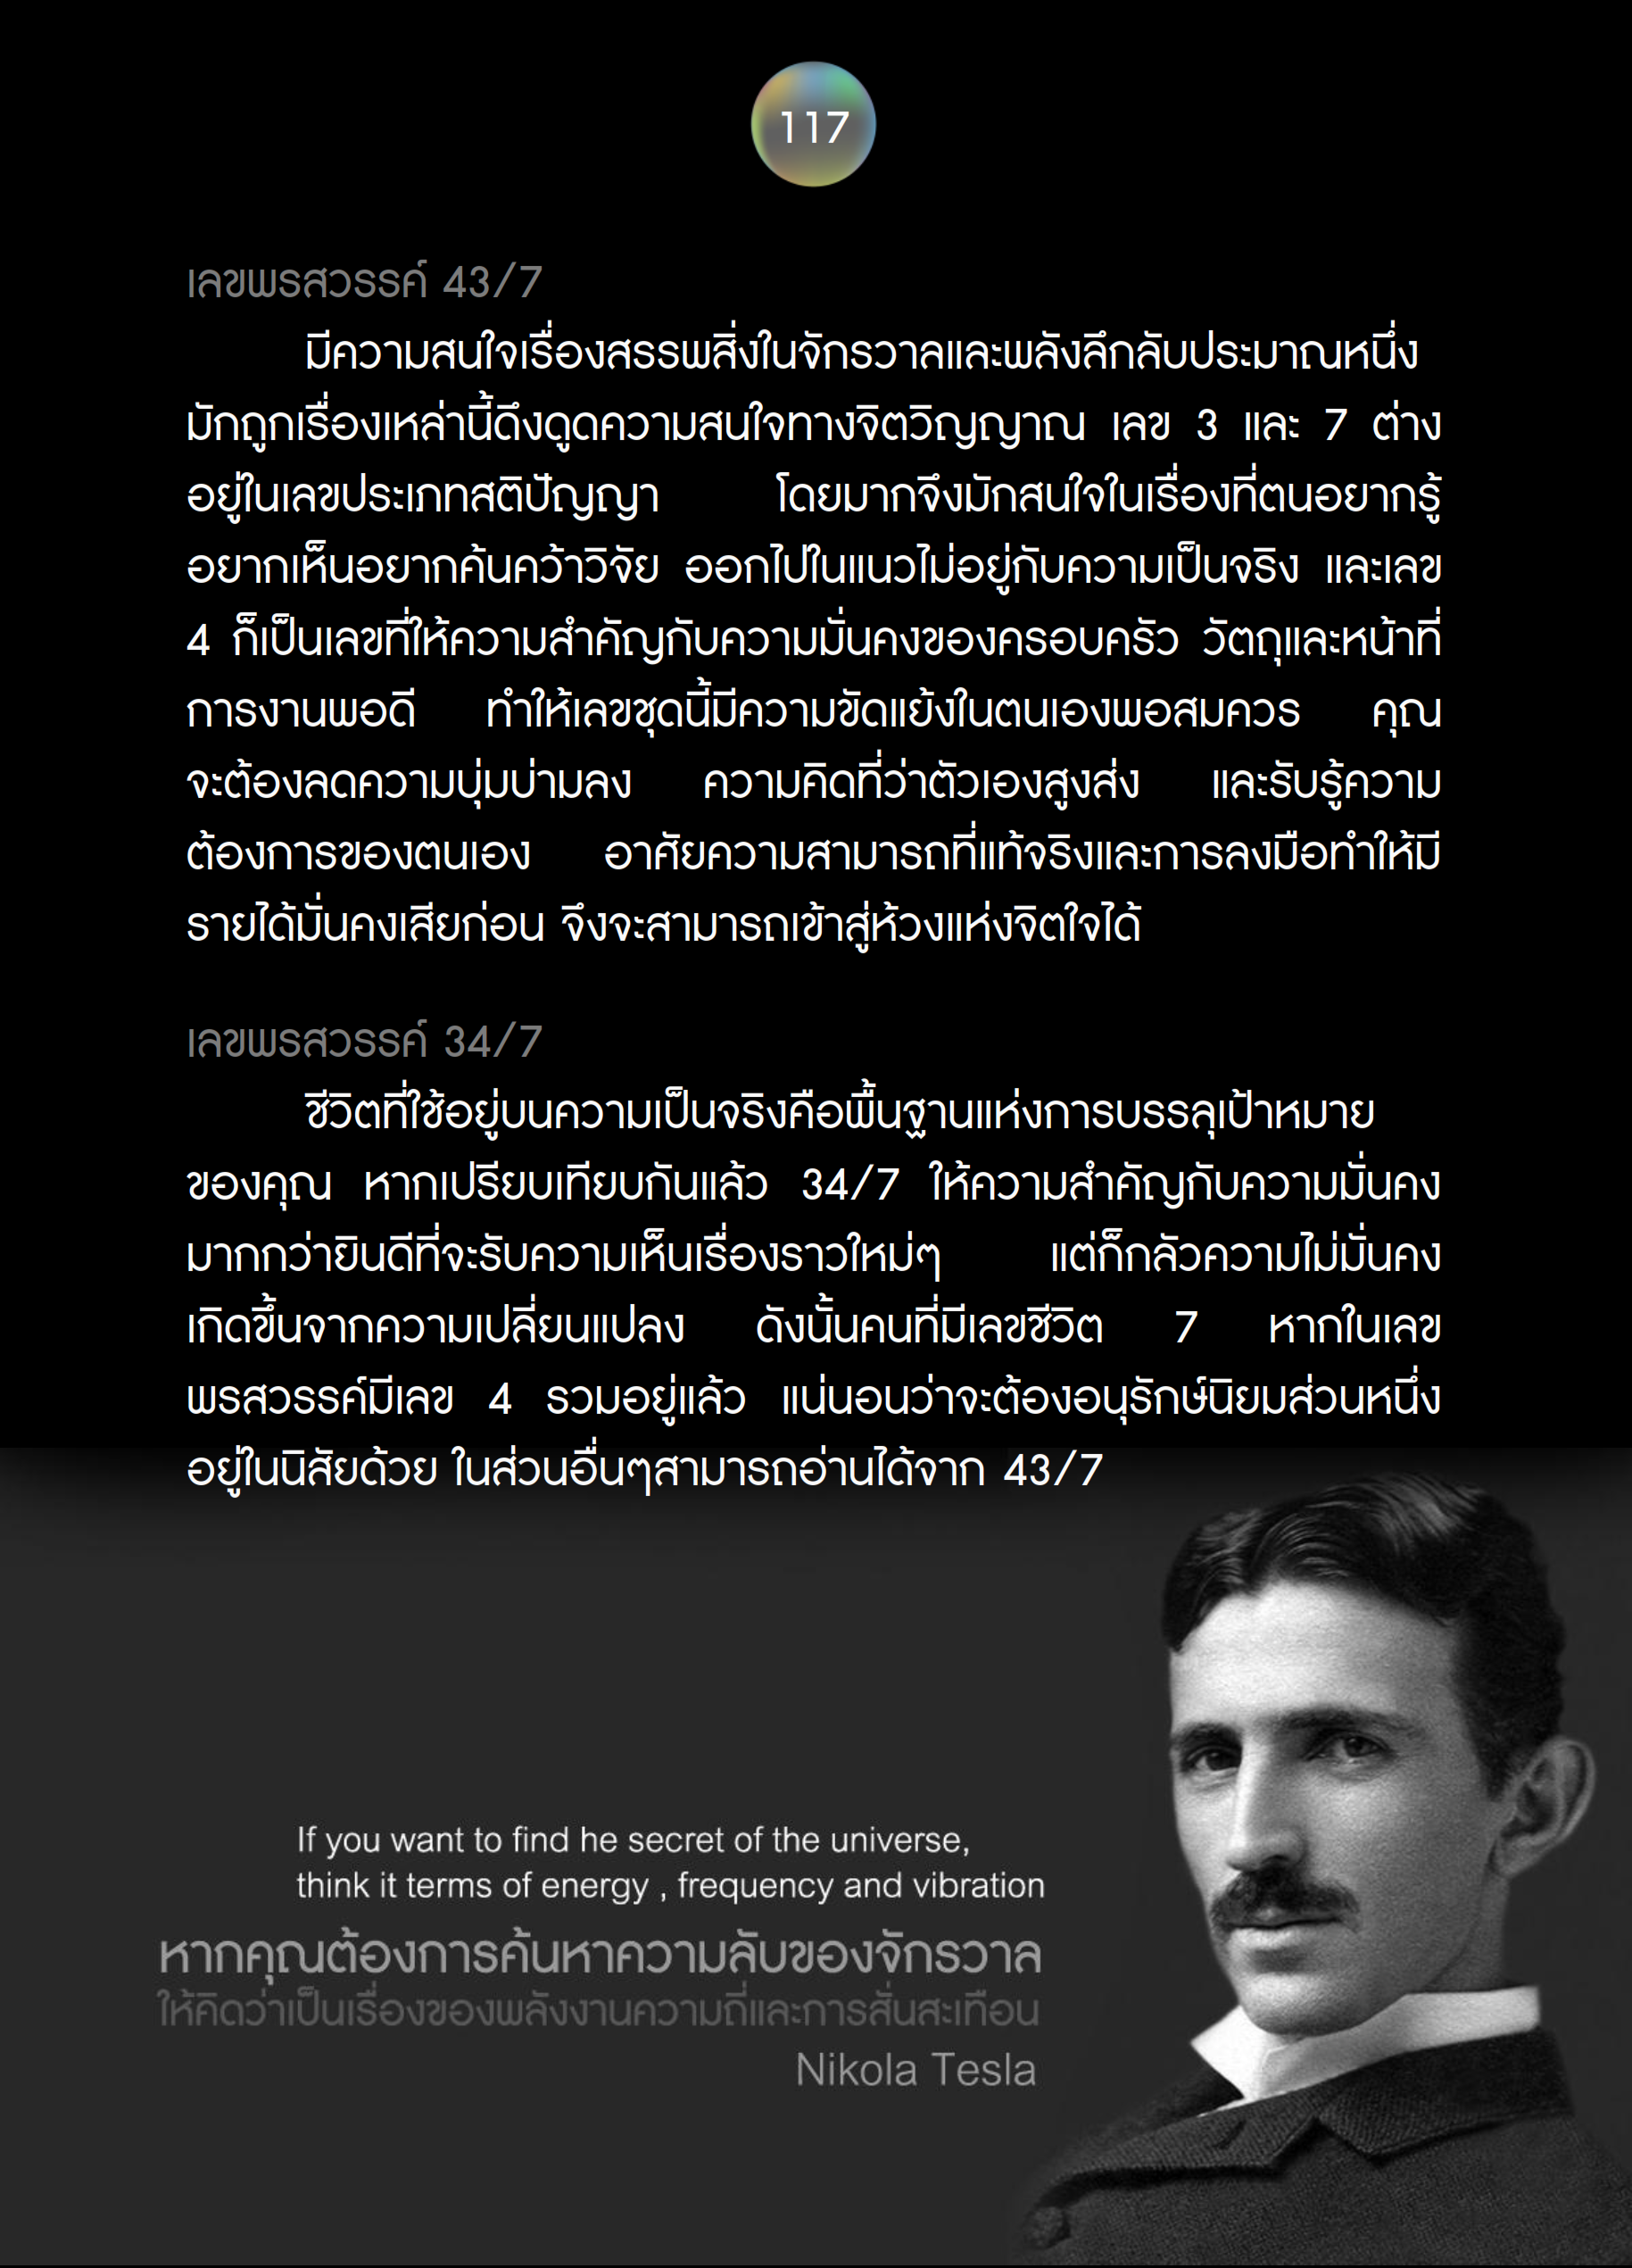 117
เลขพรสวรรค์ 43/7
มีความสนใจเรื่องสรรพสิ่งในจักรวาลและพลังลึกลับประมาณหนึ่ง
มักถูกเรื่องเหล่านี้ดึงดูดความสนใจทางจิตวิญญาณ เลข 3 และ 7 ต่าง
อยู่ในเลขประเภทสติปัญญา โดยมากจึงมักสนใจในเรื่องที่ตนอยากรู้
อยากเห็นอยากค้นคว้าวิจัย ออกไปในแนวไม่อยู่กับความเป็นจริง และเลข
4 ก็เป็นเลขที่ให้ความสำคัญกับความมั่นคงของครอบครัว วัตถุและหน้าที่
การงานพอดี ทำให้เลขชุดนี้มีความขัดแย้งในตนเองพอสมควร คุณ
จะต้องลดความบุ่มบ่ามลง ความคิดที่ว่าตัวเองสูงส่ง และรับรู้ความ
ต้องการของตนเอง อาศัยความสามารถที่แท้จริงและการลงมือทำให้มี
รายได้มั่นคงเสียก่อน จึงจะสามารถเข้าสู่ห้วงแห่งจิตใจได้
เลขพรสวรรค์ 34/7
ชีวิตที่ใช้อยู่บนความเป็นจริงคือพื้นฐานแห่งการบรรลุเป้าหมาย
ของคุณ หากเปรียบเทียบกันแล้ว 34/7 ให้ความสำคัญกับความมั่นคง
มากกว่ายินดีที่จะรับความเห็นเรื่องราวใหม่ๆ แต่ก็กลัวความไม่มั่นคง
เกิดขึ้นจากความเปลี่ยนแปลง ดังนั้นคนที่มีเลขชีวิต 7 หากในเลข
พรสวรรค์มีเลข 4 รวมอยู่แล้ว แน่นอนว่าจะต้องอนุรักษ์นิยมส่วนหนึ่ง
อยู่ในนิสัยด้วย ในส่วนอื่นๆสามารถอ่านได้จาก 43/7
If you want to find he secret of the universe,
think it terms of energy , frequency and vibration
หากคุณต้องการค้นหาความลับของจักรวาล
ให้คิดว่าเป็นเรื่องของพลังงานความถี่และการสั่นสะเทือน
Nikola Tesla